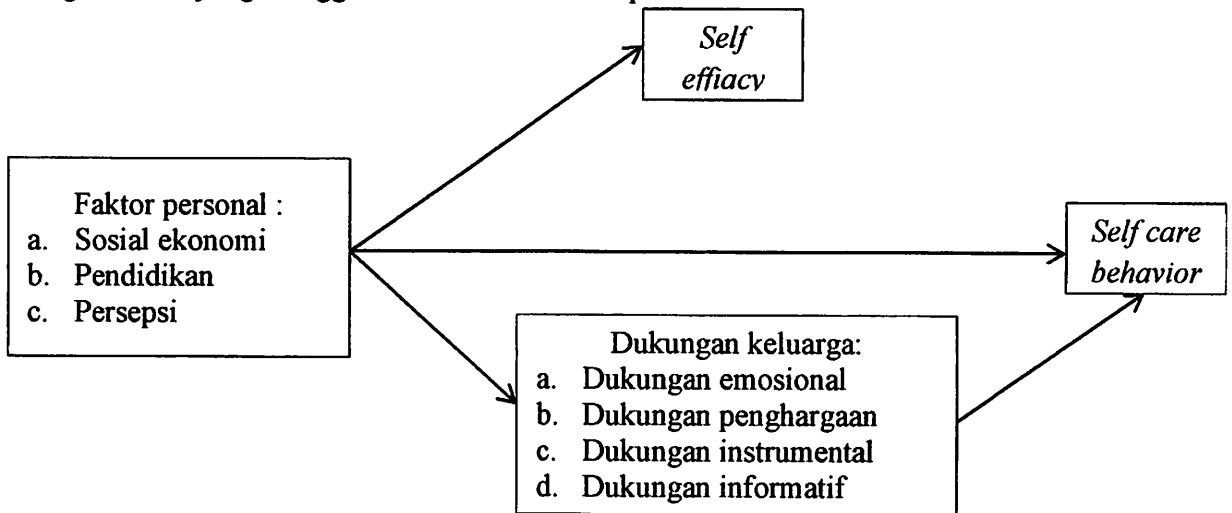 Self
effiacy
Faktor personal :
a. Sosial ekonomi
b. Pendidikan
c. Persepsi
Self care
behavior
Dukungan keluarga:
a. Dukungan emosional
b. Dukungan penghargaan
c. Dukungan instrumental
d. Dukungan informatif